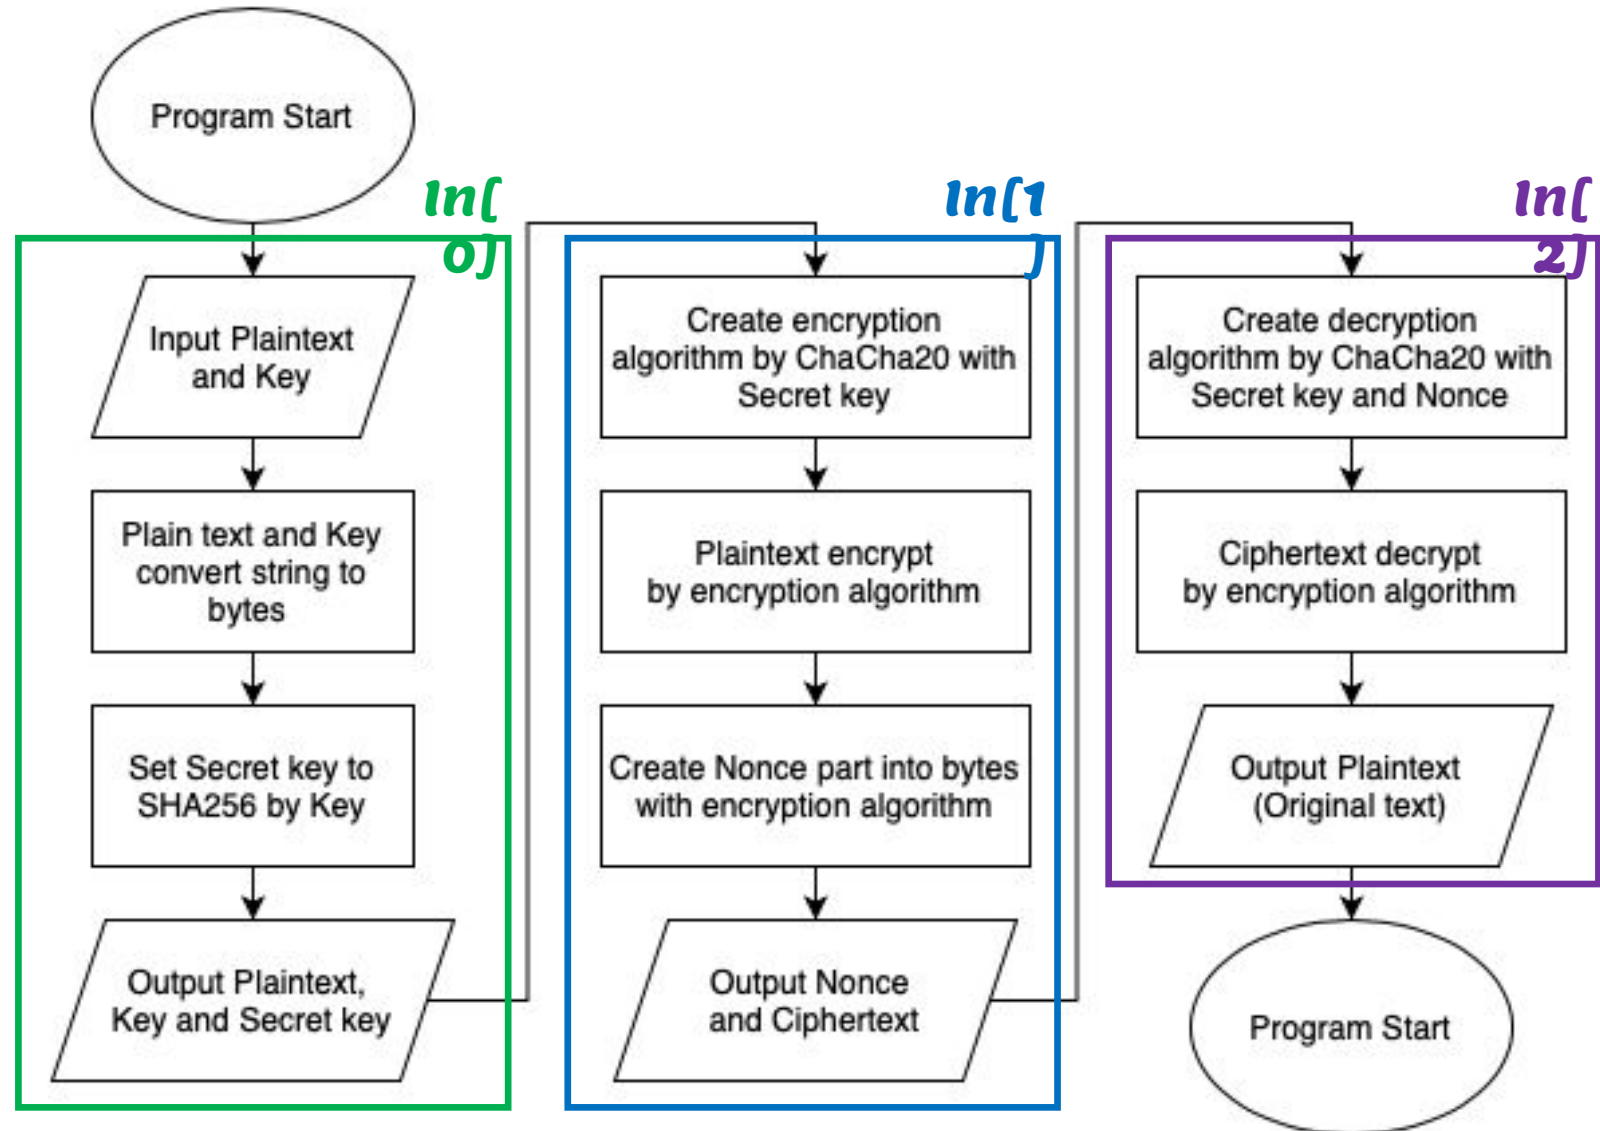 Program Start
In[
0]
Input Plaintext
and Key
Plain text and Key
convert string to
bytes
Set Secret key to
SHA256 by Key
Output Plaintext,
Key and Secret key
In[1
]
Create encryption
algorithm by ChaCha20 with
Secret key
Plaintext encrypt
by encryption algorithm
Create Nonce part into bytes
with encryption algorithm
Output Nonce
and Ciphertext
In[
2]
Create decryption
algorithm by ChaCha20 with
Secret key and Nonce
Ciphertext decrypt
by encryption algorithm
Output Plaintext
(Original text)
Program Start